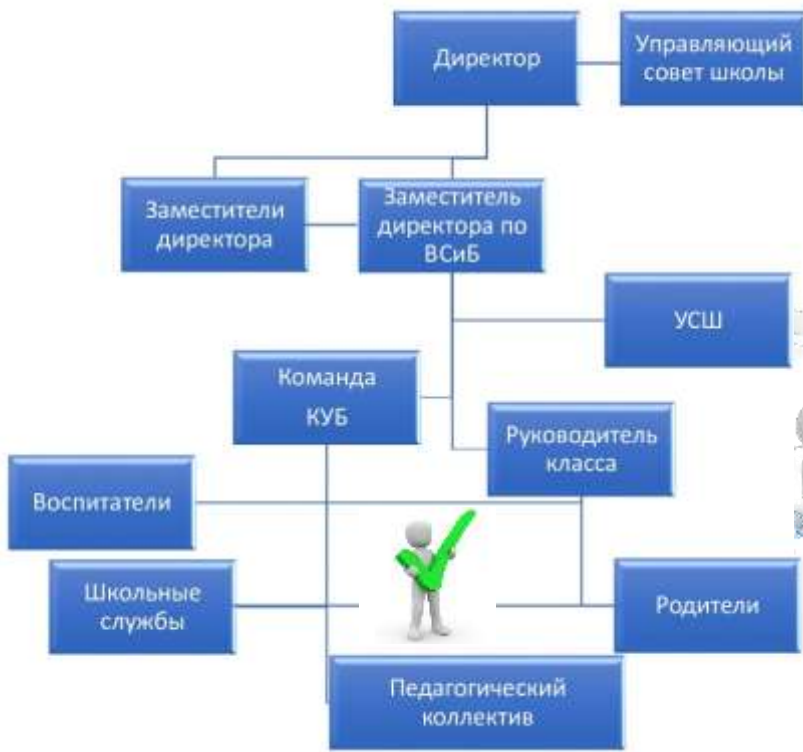 Директор
Управляющий
совет школы
Заместители
директора
Заместитель
директора по
ВСиБ
УСШ
Команда
КУБ
Руководитель
класса
Воспитатели
Школьные
службы
Родители
Педагогический
коллектив